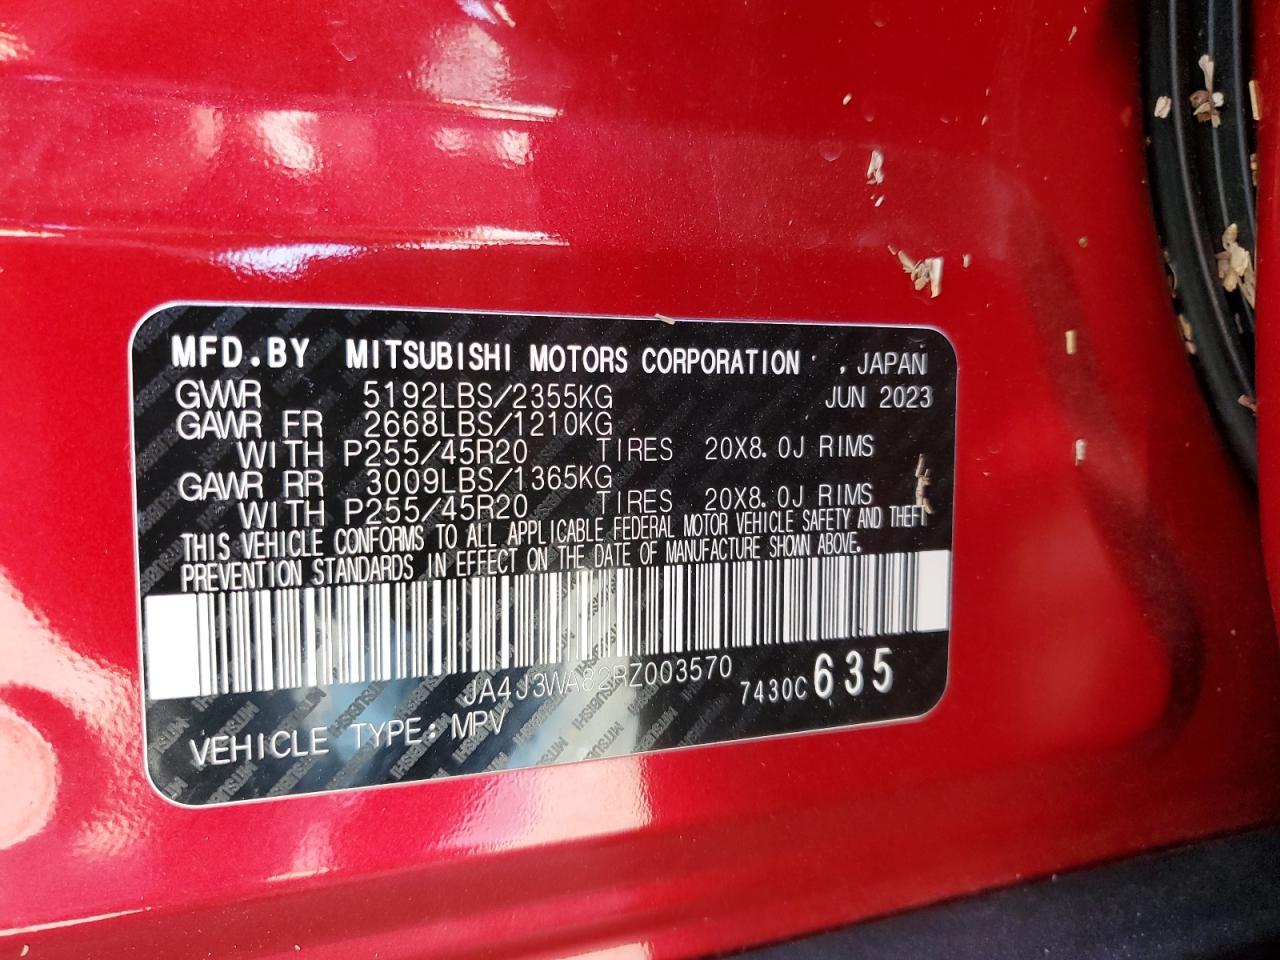 MFD.BY MITSUBISHI MOTORS CORPORATION . JAPAN
GWVR 5192LBS/2355KG JUN 2023
GAWR FR 2668LBS/1210KG
WITH P255/45R20 TIRES 20X8.0J RIMS
GAWR RR 3009LBS/1365KG
WITH P255/45R20 TIRES 20X8.0J RIMS
THIS VEHICLE CONFORMS TO ALL APPLICABLE FEDERAL MOTOR VEHICLE SAFETY AND THEFT
PREVENTION STANDARDS IN EFFECT ON THE DATE OF MANUFACTURE SHOWN ABOVE.
JA4J3WA82RZ003570
7430C 635
VEHICLE TYPE: MPV